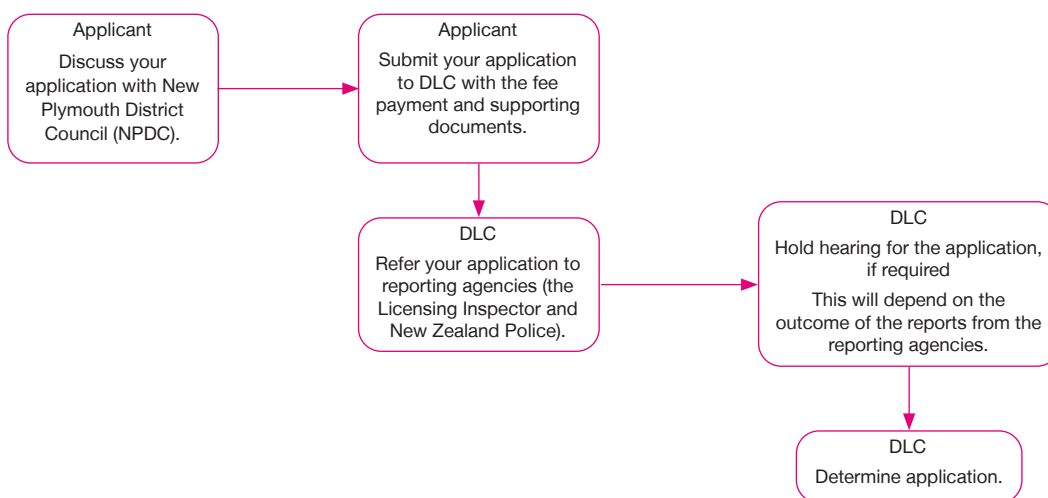 Applicant
Discuss your
application with New
Plymouth District
Council (NPDC).
Applicant
Submit your application
to DLC with the fee
payment and supporting
documents.
DLC
Refer your application to
reporting agencies (the
Licensing Inspector and
New Zealand Police).
DLC
Hold hearing for the application,
if required
This will depend on the
outcome of the reports from the
reporting agencies.
DLC
Determine application.